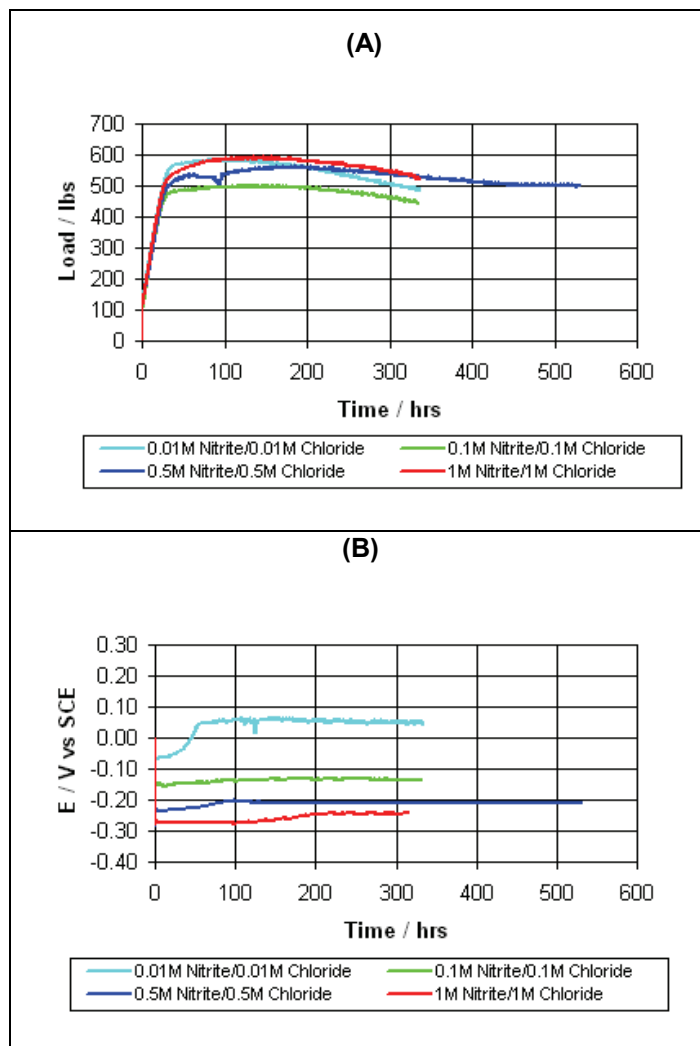 (A)
700
600
500
400
300
200
100
0
Load / lbs
0 100 200 300 400 500 600
Time / hrs
0.01M Nitrite/0.01M Chloride 0.1M Nitrite/0.1M Chloride
0.5M Nitrite/0.5M Chloride 1M Nitrite/1M Chloride
(B)
0.30
0.20
0.10
0.00
-0.10
-0.20
-0.30
-0.40
E / V vs SCE
0 100 200 300 400 500 600
Time / hrs
0.01M Nitrite/0.01M Chloride 0.1M Nitrite/0.1M Chloride
0.5M Nitrite/0.5M Chloride 1M Nitrite/1M Chloride